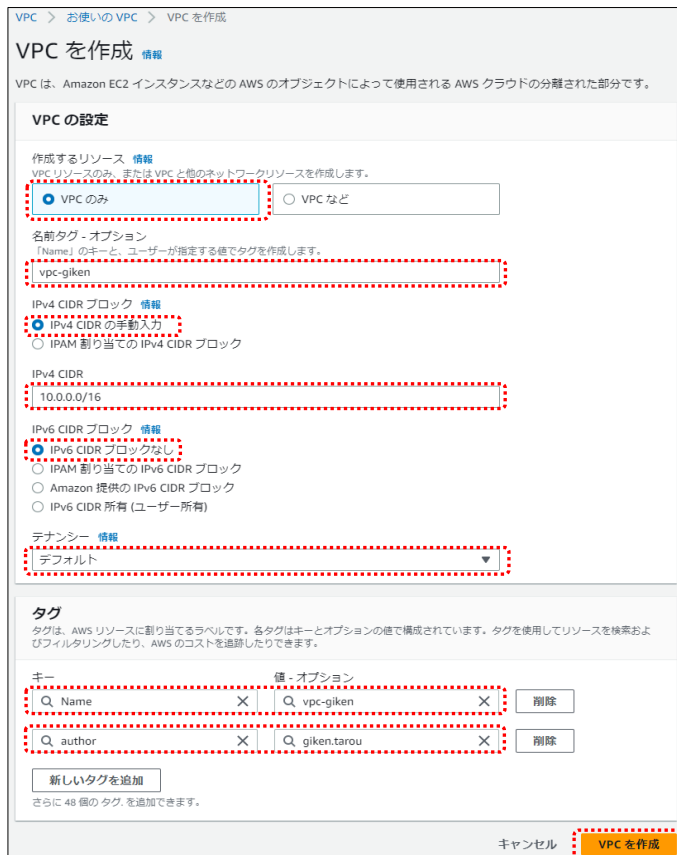 VPC > お使いの VPC > VPC を作成
VPC を作成 情報
VPC は、Amazon EC2 インスタンスなどの AWS のオブジェクトによって使用される AWS クラウドの分離された部分です。
VPC の設定
作成するリソース 情報
VPC リソースのみ、または VPC と他のネットワークリソースを作成します。
VPC のみ
VPC など
名前タグ - オプション
「Name」のキーと、ユーザーが指定する値でタグを作成します。
vpc-giken
IPv4 CIDR ブロック 情報
IPv4 CIDR の手動入力
IPAM 割り当ての IPv4 CIDR ブロック
IPv4 CIDR
10.0.0.0/16
IPv6 CIDR ブロック 情報
IPv6 CIDR ブロックなし
IPAM 割り当ての IPv6 CIDR ブロック
Amazon 提供の IPv6 CIDR ブロック
IPv6 CIDR 所有 (ユーザー所有)
テナンシー 情報
デフォルト
タグ
タグは、AWS リソースに割り当てるラベルです。各タグはキーとオプションの値で構成されています。タグを使用してリソースを検索およ
びフィルタリングしたり、AWS のコストを追跡したりできます。
キー 値 - オプション
Name vpc-giken 削除
author giken.tarou 削除
新しいタグを追加
さらに 48 個の タグ. を追加できます。
キャンセル VPC を作成